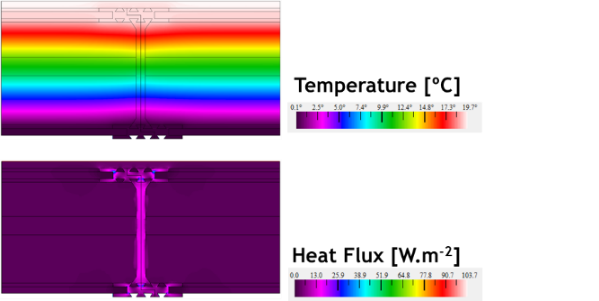 Temperature [ºC]
0.1° 2.5° 5.0° 7.4° 9.9° 12.4° 14.8° 17.3° 19.7°
Heat Flux [W.m-2]
0.0 13.0 25.9 38.9 51.9 64.8 77.8 90.7 103.7